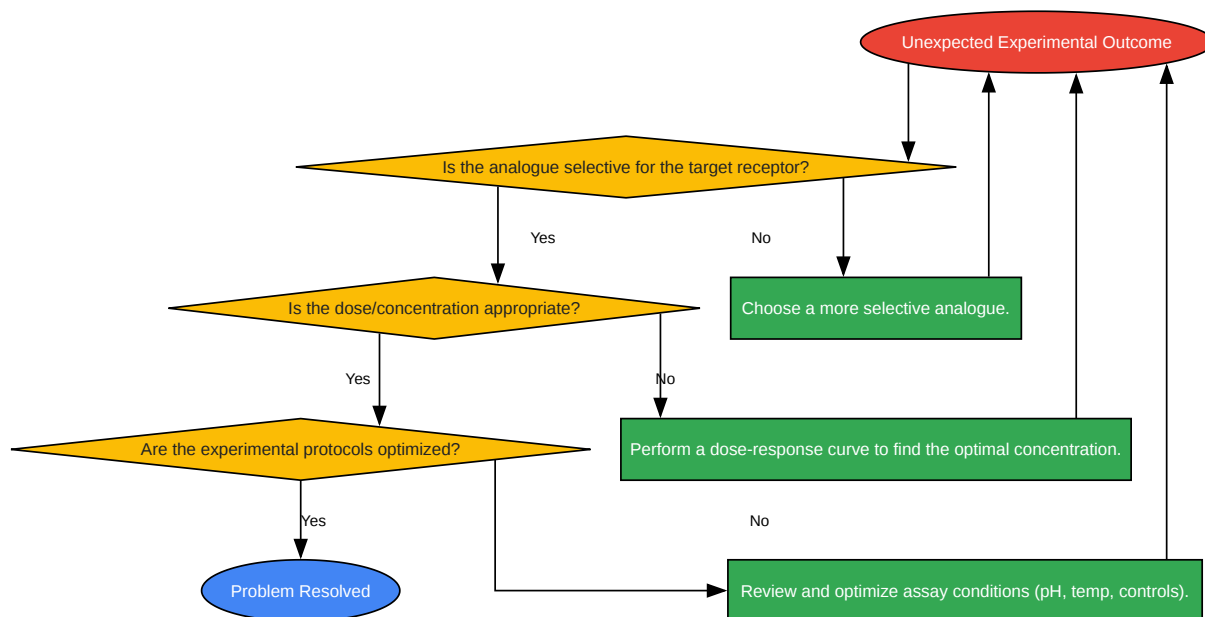 Unexpected Experimental Outcome
Is the analogue selective for the target receptor?
Yes
No
Is the dose/concentration appropriate?
Choose a more selective analogue.
Yes
No
Are the experimental protocols optimized?
Perform a dose-response curve to find the optimal concentration.
Yes
No
Problem Resolved
Review and optimize assay conditions (pH, temp, controls).